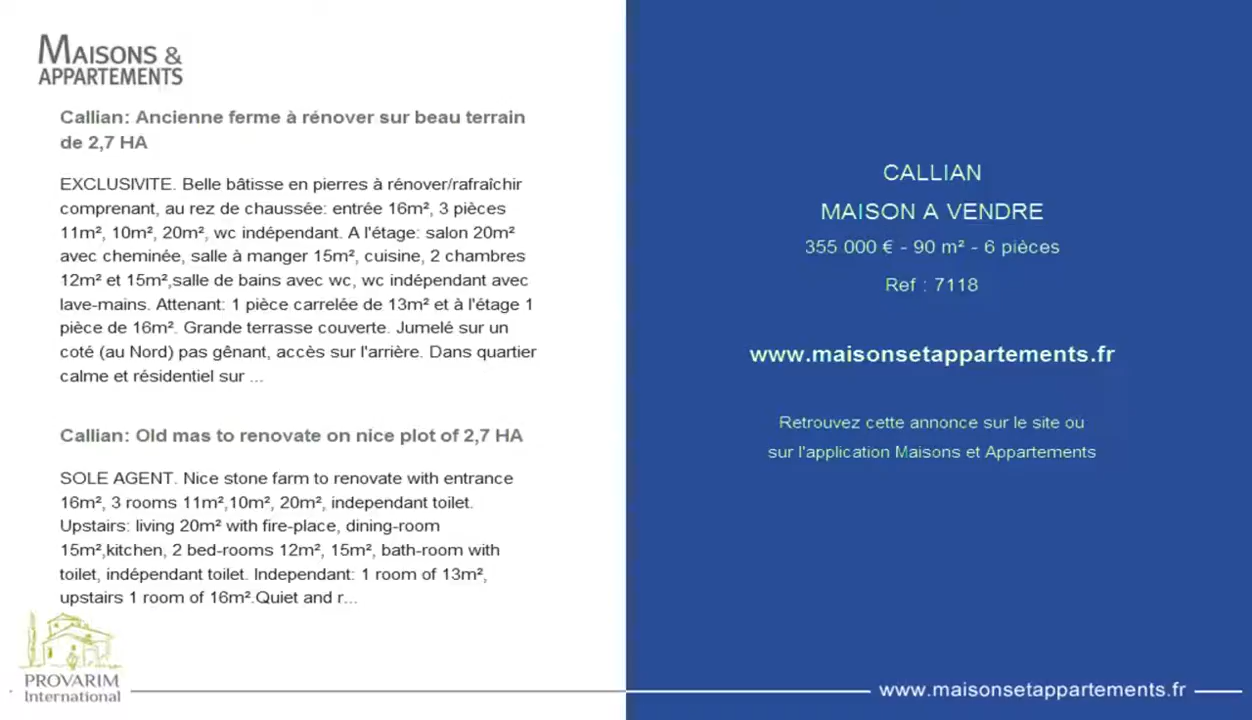 MAISONS &
APPARTEMENTS
Callian: Ancienne ferme à rénover sur beau terrain
de 2,7 HA
EXCLUSIVITE. Belle bâtisse en pierres à rénover/rafraîchir
comprenant, au rez de chaussée: entrée 16m², 3 pièces
11m², 10m², 20m², wc indépendant. A l'étage: salon 20m²
avec cheminée, salle à manger 15m², cuisine, 2 chambres
12m² et 15m²,salle de bains avec wc, wc indépendant avec
lave-mains. Attenant: 1 pièce carrelée de 13m² et à l'étage 1
pièce de 16m². Grande terrasse couverte. Jumelé sur un
coté (au Nord) pas gênant, accès sur l'arrière. Dans quartier
calme et résidentiel sur ...
Callian: Old mas to renovate on nice plot of 2,7 HA
SOLE AGENT. Nice stone farm to renovate with entrance
16m², 3 rooms 11m²,10m², 20m², independant toilet.
Upstairs: living 20m² with fire-place, dining-room
15m²,kitchen, 2 bed-rooms 12m², 15m², bath-room with
toilet, indépendant toilet. Independant: 1 room of 13m²,
upstairs 1 room of 16m².Quiet and r...
PROVARIM
International
CALLIAN
MAISON A VENDRE
355 000 € - 90 m² - 6 pièces
Ref : 7118
www.maisonsetappartements.fr
Retrouvez cette annonce sur le site ou
sur l'application Maisons et Appartements
www.maisonsetappartements.fr